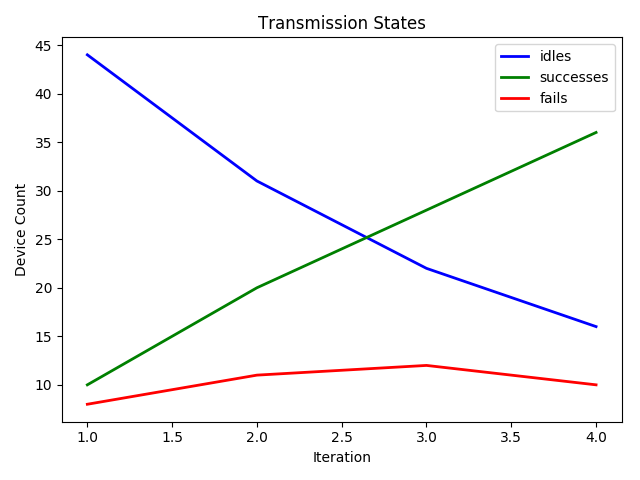 Transmission States
45
40
35
30
25
20
15
10
Device Count
idles
successes
fails
1.0 1.5 2.0 2.5 3.0 3.5 4.0
Iteration